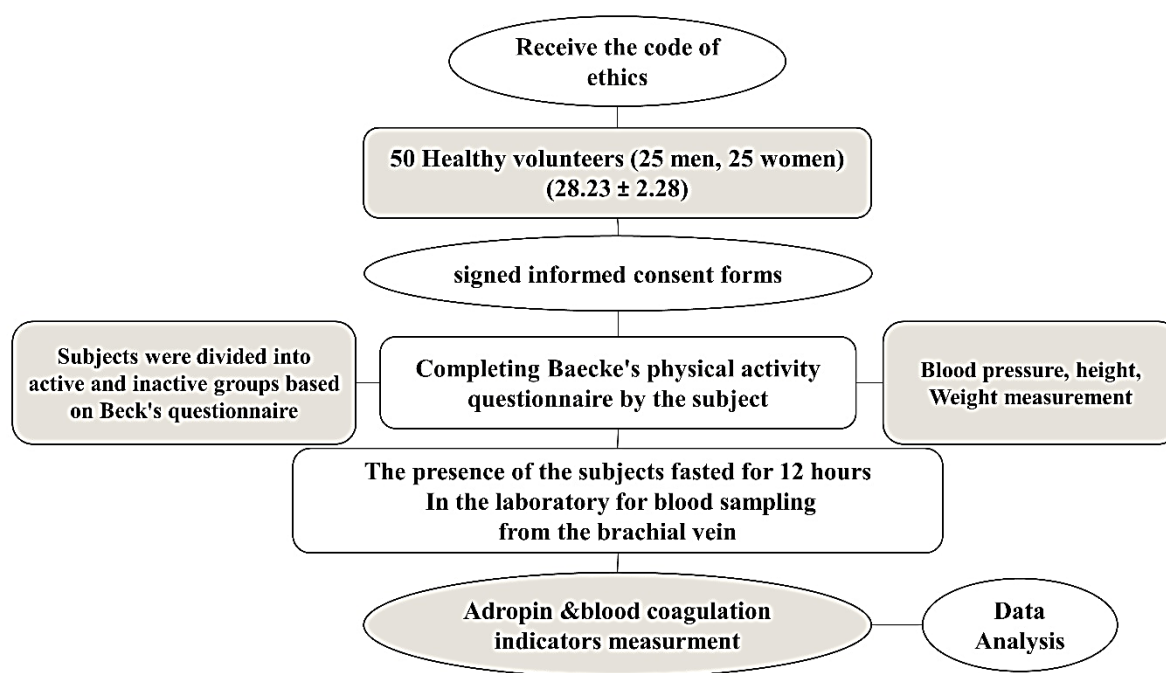 Receive the code of
ethics
50 Healthy volunteers (25 men, 25 women)
(28.23 ± 2.28)
signed informed consent forms
Subjects were divided into
active and inactive groups based
on Beck's questionnaire
Completing Baecke's physical activity
questionnaire by the subject
Blood pressure, height,
Weight measurement
The presence of the subjects fasted for 12 hours
In the laboratory for blood sampling
from the brachial vein
Adropin &blood coagulation
indicators measurment
Data
Analysis